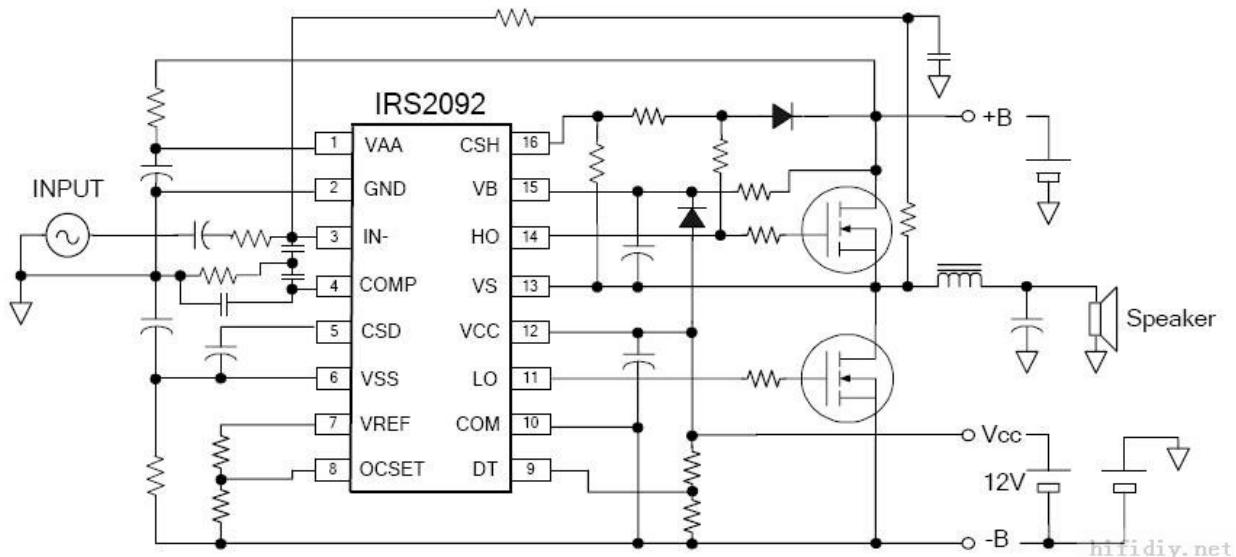 IRS2092
+B
1 VAA CSH 16
INPUT
2 GND VB 15
3 IN- HO 14
4 COMP VS 13
Speaker
5 CSD VCC 12
6 VSS LO 11
7 VREF COM 10
Vcc
8 OCSET DT 9
12V
-B
hifidiy.net